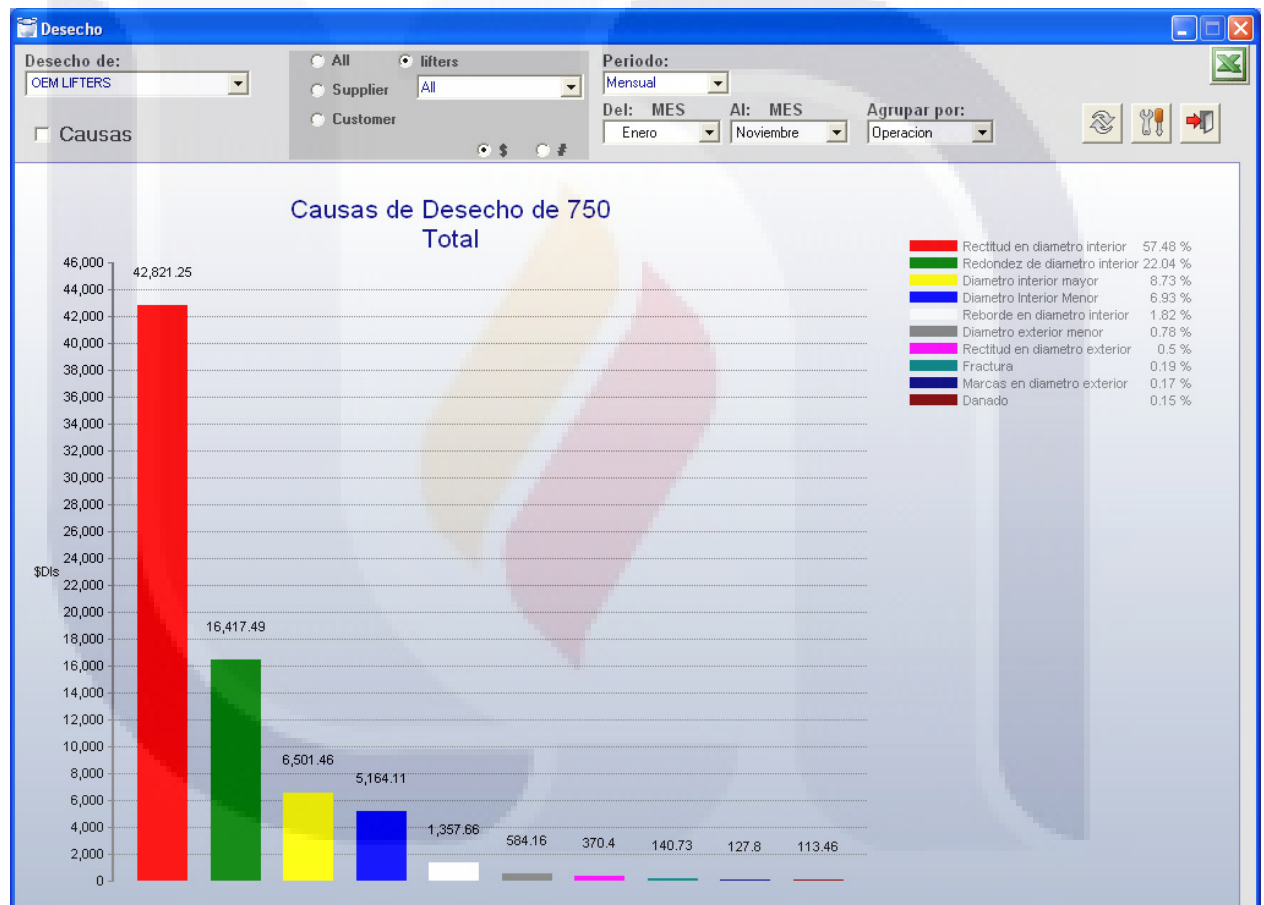 Desecho
Desecho de:
OEM LIFTERS
Causas
All lifters
Supplier All
Customer
$ #
Periodo:
Mensual
Del: MES Al: MES Agrupar por:
Enero Noviembre Operacion
Causas de Desecho de 750
Total
Rectitud en diametro interior 57.48 %
Redondez de diametro interior 22.04 %
Diametro interior mayor 8.73 %
Diametro Interior Menor 6.93 %
Reborde en diametro interior 1.82 %
Diametro exterior menor 0.78 %
Rectitud en diametro exterior 0.5 %
Fractura 0.19 %
Marcas en diametro exterior 0.17 %
Danado 0.15 %
46,000
44,000
42,000
40,000
38,000
36,000
34,000
32,000
30,000
28,000
26,000
24,000
22,000
20,000
18,000
16,000
14,000
12,000
10,000
8,000
6,000
4,000
2,000
0
$Dls
42,821.25
16,417.49
6,501.46
5,164.11
1,357.66
584.16
370.4
140.73
127.8
113.46